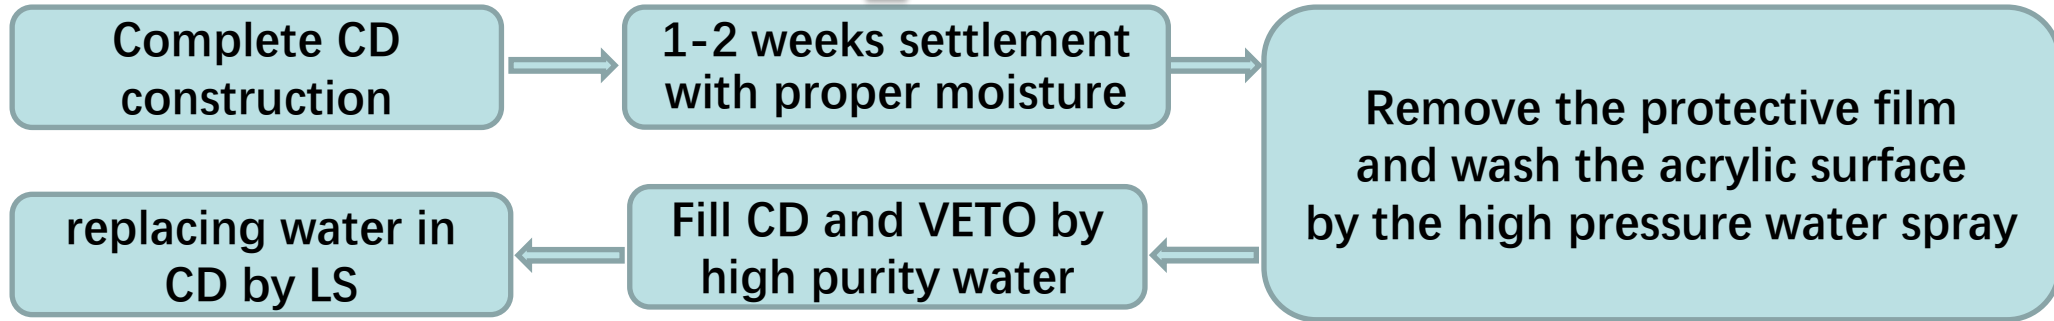 Complete CD
construction
1-2 weeks settlement
with proper moisture
Remove the protective film
and wash the acrylic surface
by the high pressure water spray
Fill CD and VETO by
high purity water
replacing water in
CD by LS